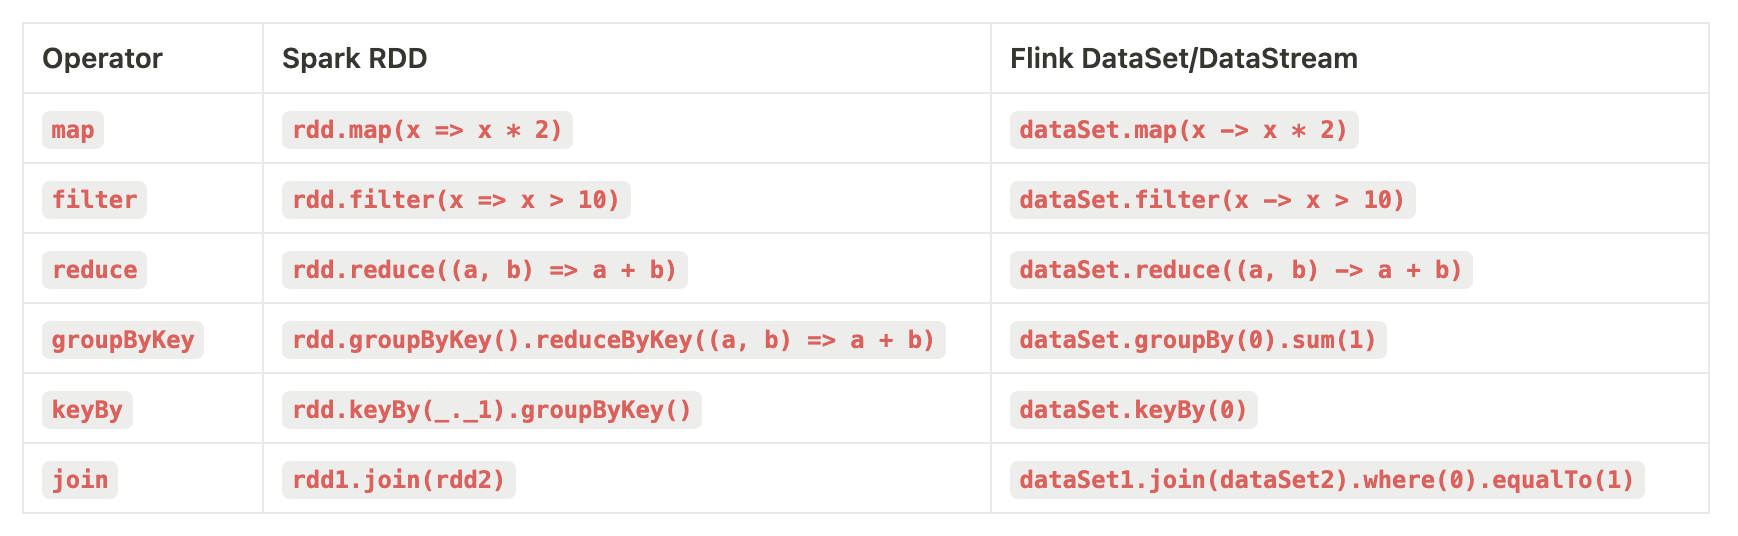 Operator Spark RDD Flink DataSet/DataStream
map rdd.map(x => x * 2) dataSet.map(x -> x * 2)
filter rdd.filter(x => x > 10) dataSet.filter(x -> x > 10)
reduce rdd.reduce((a, b) => a + b) dataSet.reduce((a, b) -> a + b)
groupByKey rdd.groupByKey().reduceByKey((a, b) => a + b) dataSet.groupBy(0).sum(1)
keyBy rdd.keyBy(_._1).groupByKey() dataSet.keyBy(0)
join rdd1.join(rdd2) dataSet1.join(dataSet2).where(0).equalTo(1)